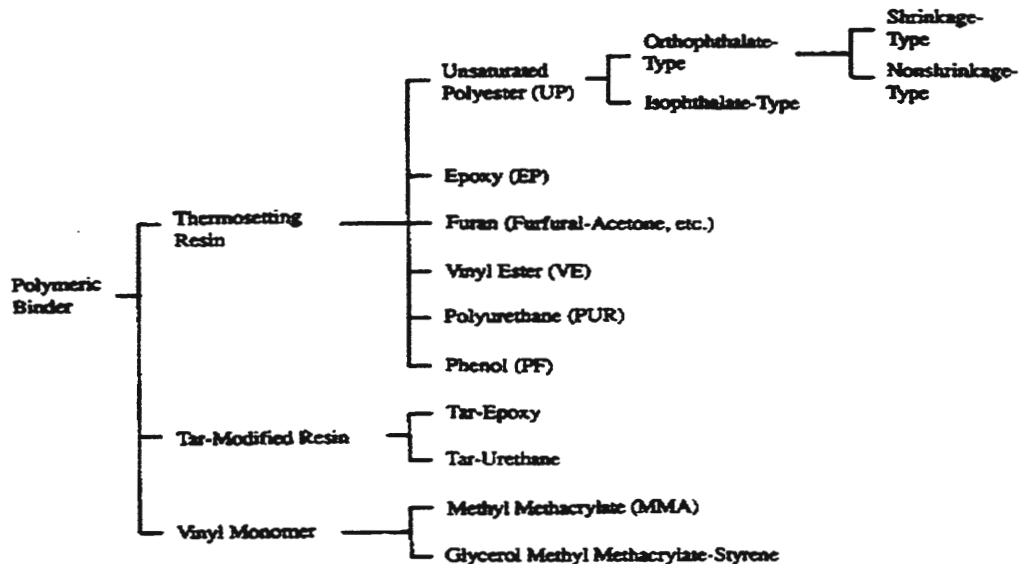 Shrinkage-
Type
Orthophthalate-
Type
Nonshrinkage-
Type
Unsaturated
Polyester (UP)
Isophthalate-Type
Epoxy (EP)
Thermosetting
Resin
Furan (Furfural-Acetone, etc.)
Vinyl Ester (VE)
Polymeric
Binder
Polyurethane (PUR)
Phenol (PF)
Tar-Epoxy
Tar-Modified Resin
Tar-Urethane
Methyl Methacrylate (MMA)
Vinyl Monomer
Glycerol Methyl Methacrylate-Styrene